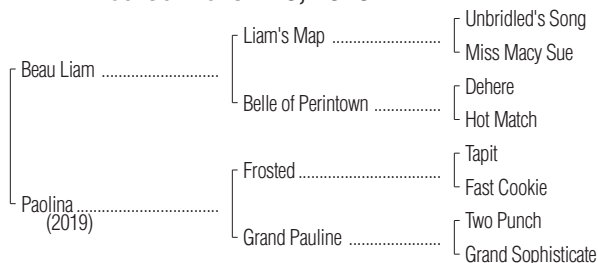 Unbridled's Song
Liam's Map
Miss Macy Sue
Beau Liam
Dehere
Belle of Perintown
Hot Match
Tapit
Frosted
Fast Cookie
Paolina
(2019)
Two Punch
Grand Pauline
Grand Sophisticate